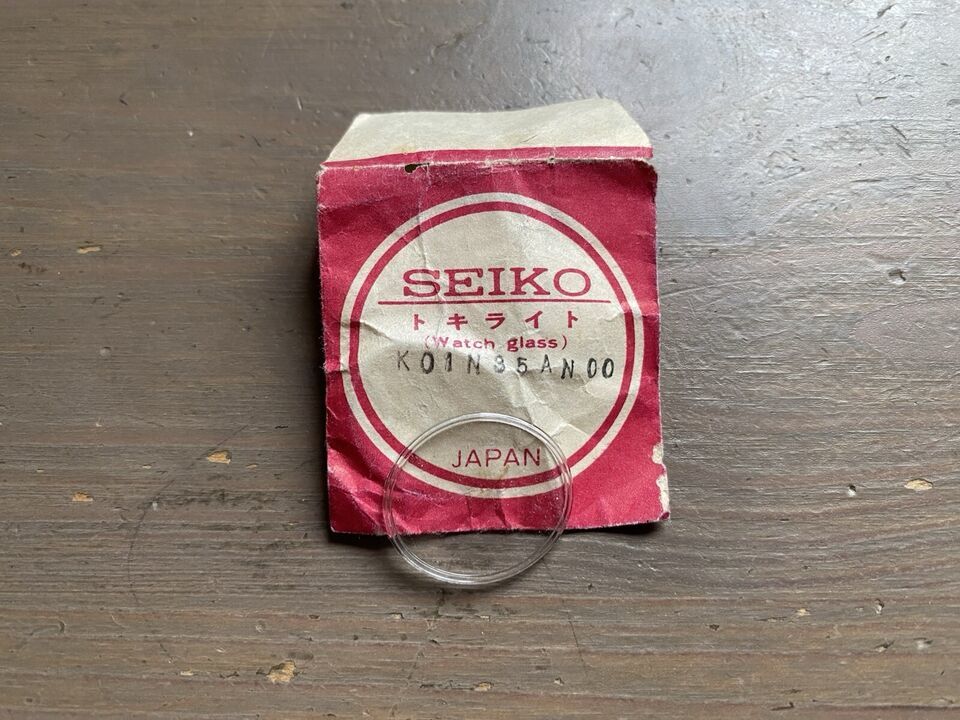 SEIKO
トキライト
(Watch glass)
K01N35AN00
JAPAN